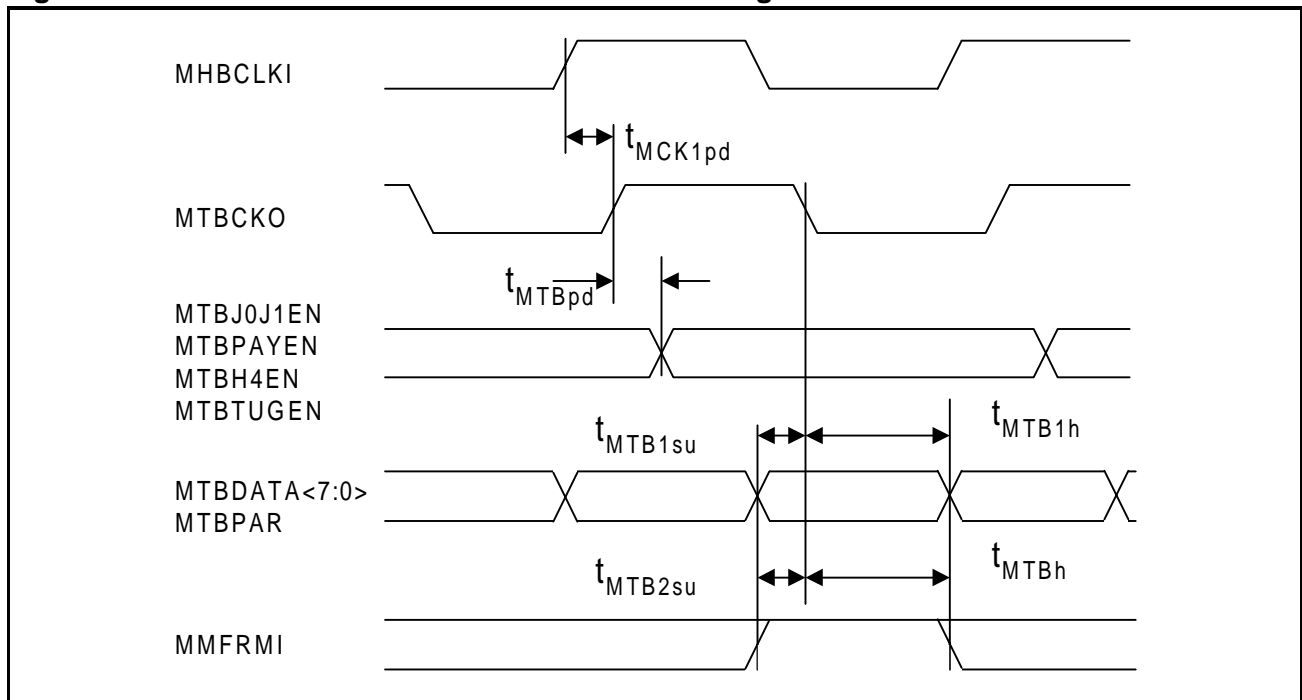 MHBCLKI
tMCK1pd
MTBCKO
tMTBpd
MTBJ0J1EN
MTBPAYEN
MTBH4EN
MTBTUGEN
tMTB1su
tMTB1h
MTBDATA<7:0>
MTBPAR
tMTB2su
tMTBh
MMFRMI